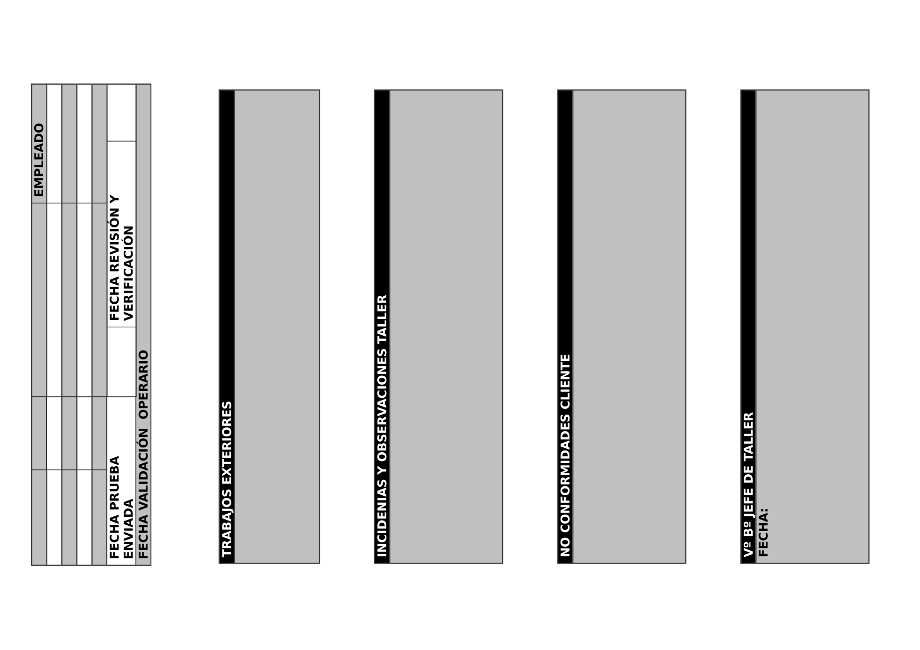 EMPLEADO
FECHA PRUEBA
ENVIADA
FECHA REVISIÓN Y
VERIFICACIÓN
FECHA VALIDACIÓN  OPERARIO
TRABAJOS EXTERIORES
INCIDENIAS Y OBSERVACIONES TALLER
NO CONFORMIDADES CLIENTE
Vº Bº JEFE DE TALLER
FECHA: